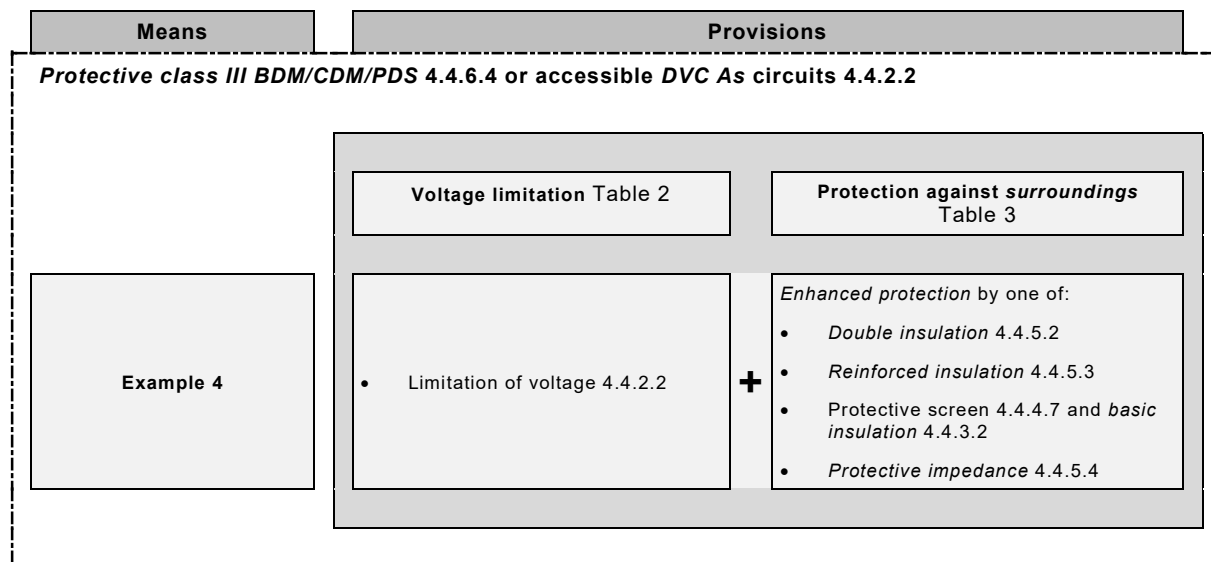 Means
Provisions
Protective class III BDM/CDM/PDS 4.4.6.4 or accessible DVC As circuits 4.4.2.2
Voltage limitation Table 2
Protection against surroundings
Table 3
Example 4
• Limitation of voltage 4.4.2.2
+
Enhanced protection by one of:
• Double insulation 4.4.5.2
• Reinforced insulation 4.4.5.3
• Protective screen 4.4.4.7 and basic
insulation 4.4.3.2
• Protective impedance 4.4.5.4